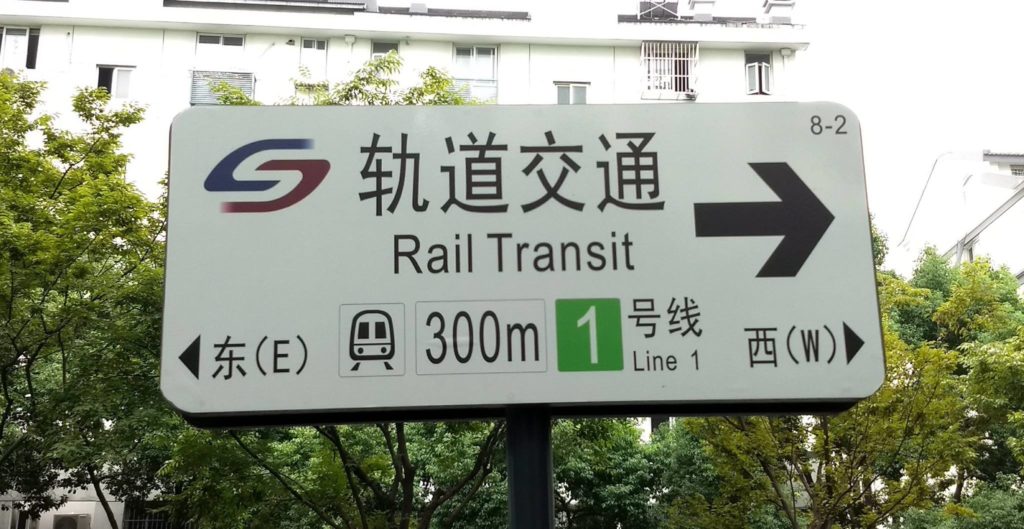 8-2
轨道交通
Rail Transit
东(E)
300m
1
号线
Line 1
西(W)